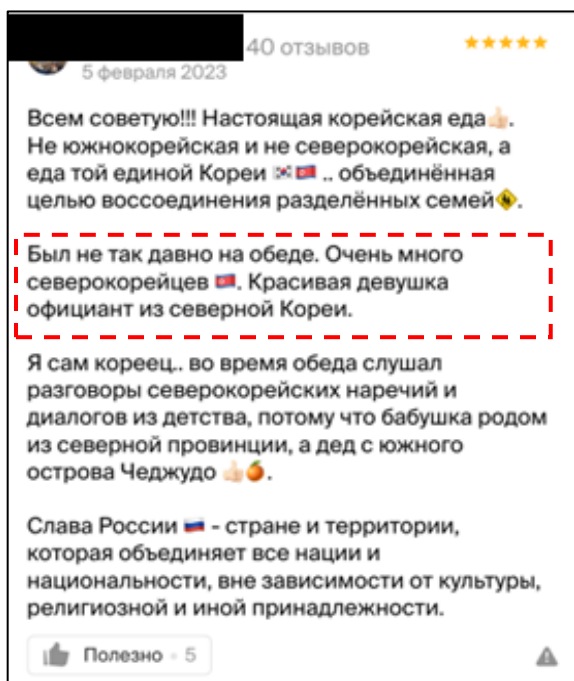 40 отзывов
5 февраля 2023
Всем советую!!! Настоящая корейская еда👍🏻.
Не южнокорейская и не северокорейская, а
еда той единой Кореи 🇰🇷🇰🇵 .. объединённая
целью воссоединения разделённых семей🚸.
Был не так давно на обеде. Очень много
северокорейцев 🇰🇵. Красивая девушка
официант из северной Кореи.
Я сам кореец.. во время обеда слушал
разговоры северокорейских наречий и
диалогов из детства, потому что бабушка родом
из северной провинции, а дед с южного
острова Чеджудо 👍🏻🍊.
Слава России 🇷🇺 - стране и территории,
которая объединяет все нации и
национальности, вне зависимости от культуры,
религиозной и иной принадлежности.
Полезно · 5